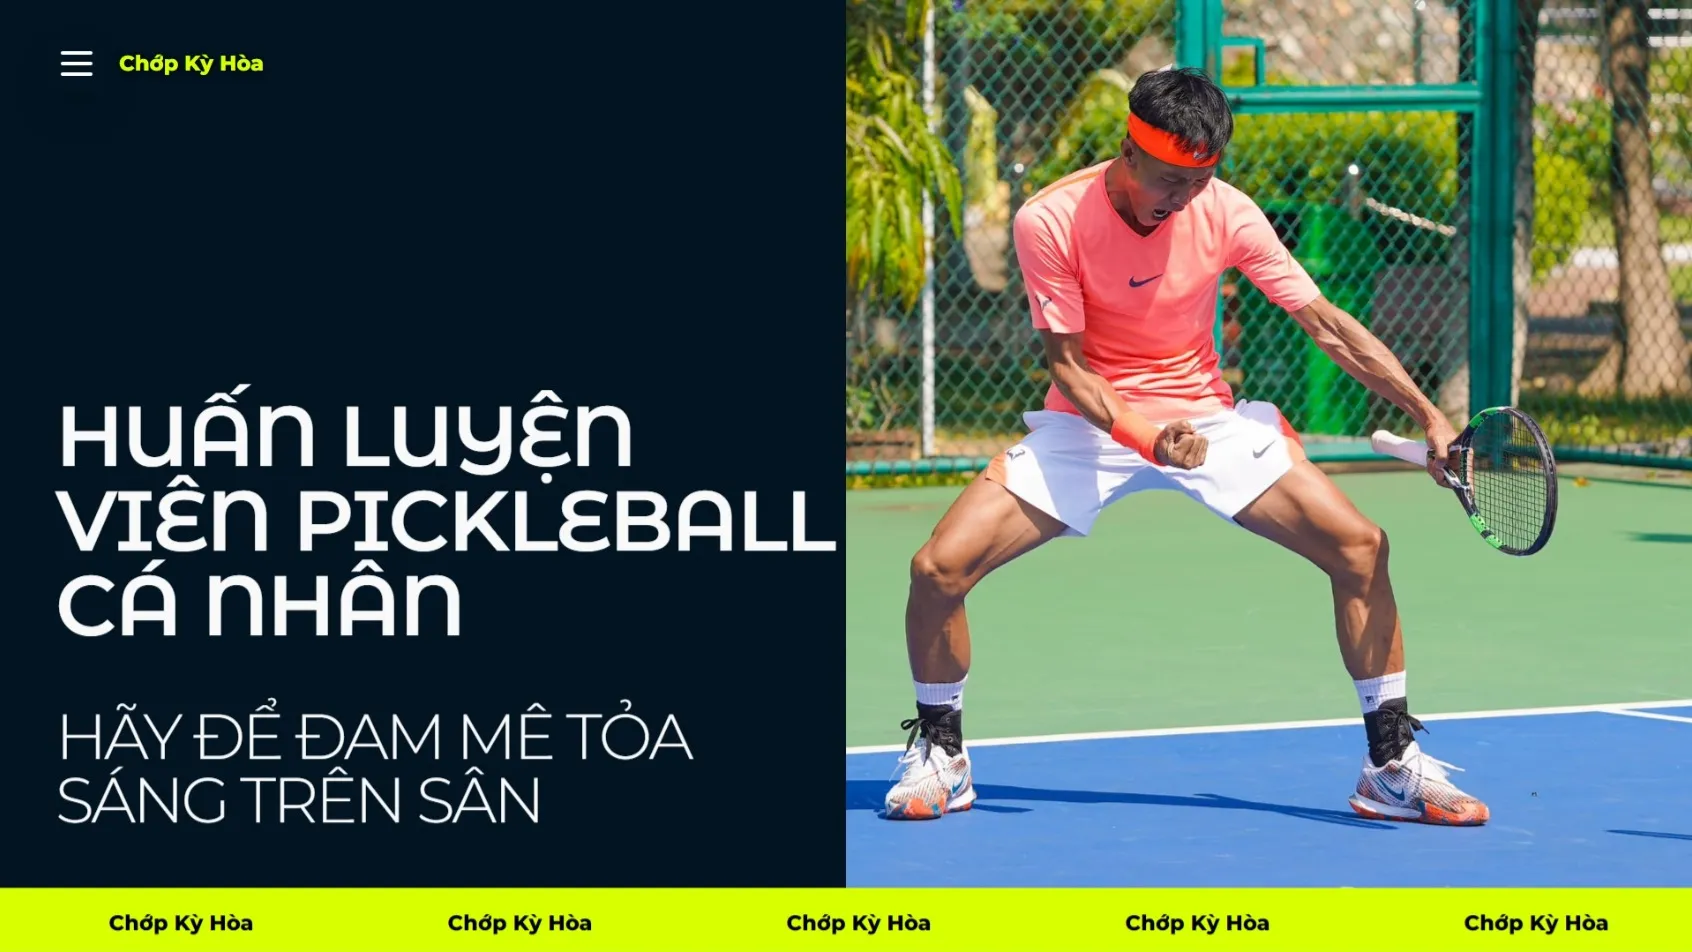 Chớp Kỳ Hòa
HUẤN LUYỆN
VIÊN PICKLEBALL
CÁ NHÂN
HÃY ĐỂ ĐAM MÊ TỎA
SÁNG TRÊN SÂN
Chớp Kỳ Hòa Chớp Kỳ Hòa Chớp Kỳ Hòa Chớp Kỳ Hòa Chớp Kỳ Hòa